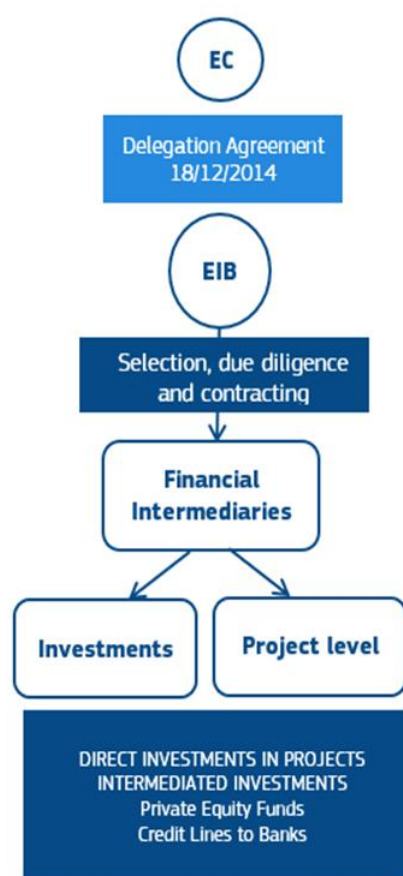 EC
Delegation Agreement
18/12/2014
EIB
Selection, due diligence
and contracting
Financial
Intermediaries
Investments
Project level
DIRECT INVESTMENTS IN PROJECTS
INTERMEDIATED INVESTMENTS
Private Equity Funds
Credit Lines to Banks